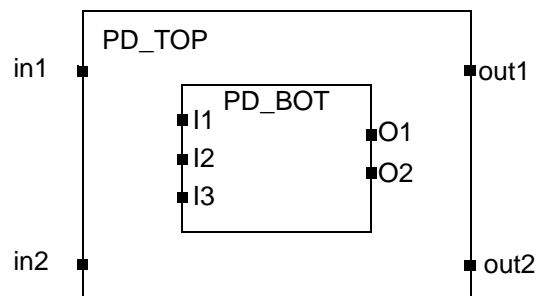 PD_TOP
in1
out1
PD_BOT
I1
O1
I2
O2
I3
in2
out2